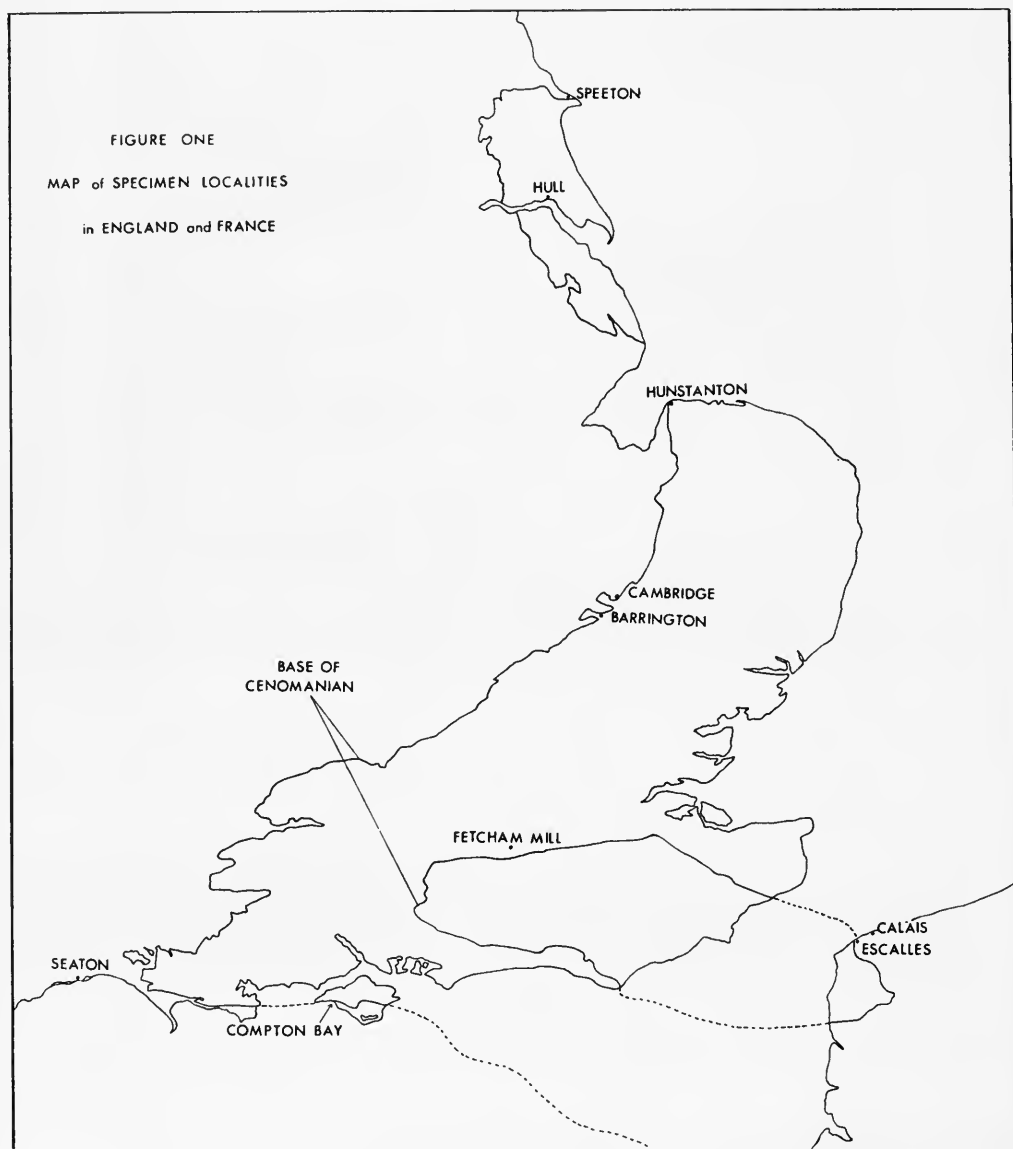 FIGURE ONE
MAP of SPECIMEN LOCALITIES
in ENGLAND and FRANCE
SPEETON
HULL
HUNSTANTON
CAMBRIDGE
BARRINGTON
BASE OF
CENOMANIAN
FETCHAM MILL
CALAIS
ESCALLES
SEATON
COMPTON BAY